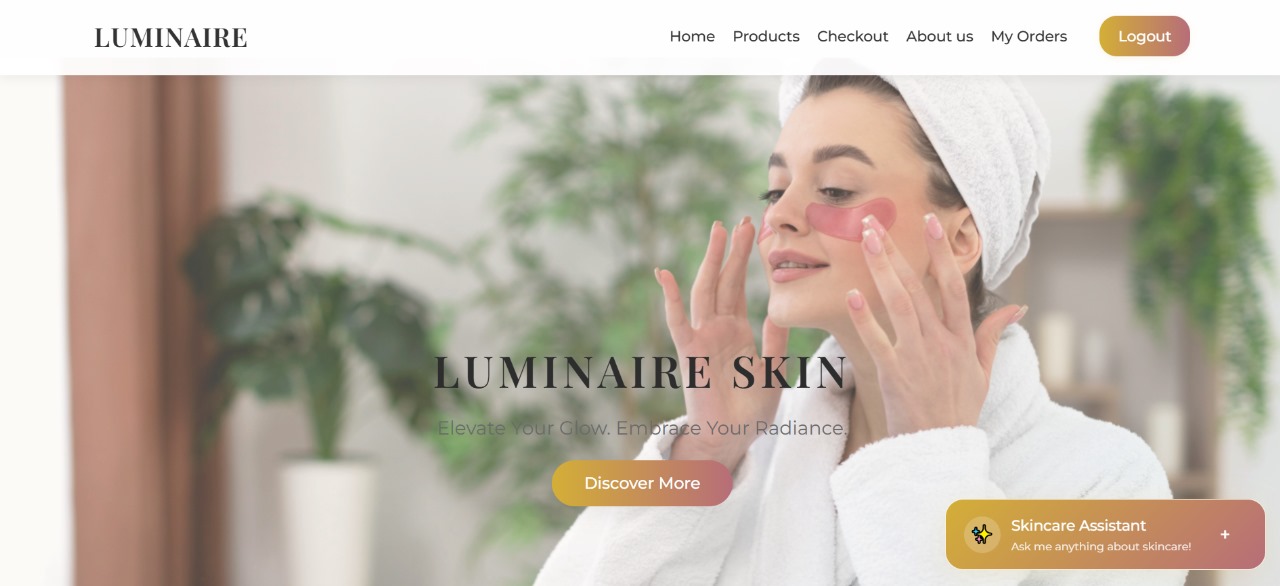 LUMINAIRE
Home Products Checkout About us My Orders Logout
LUMINAIRE SKIN
Elevate Your Glow. Embrace Your Radiance.
Discover More
Skincare Assistant
Ask me anything about skincare!
+